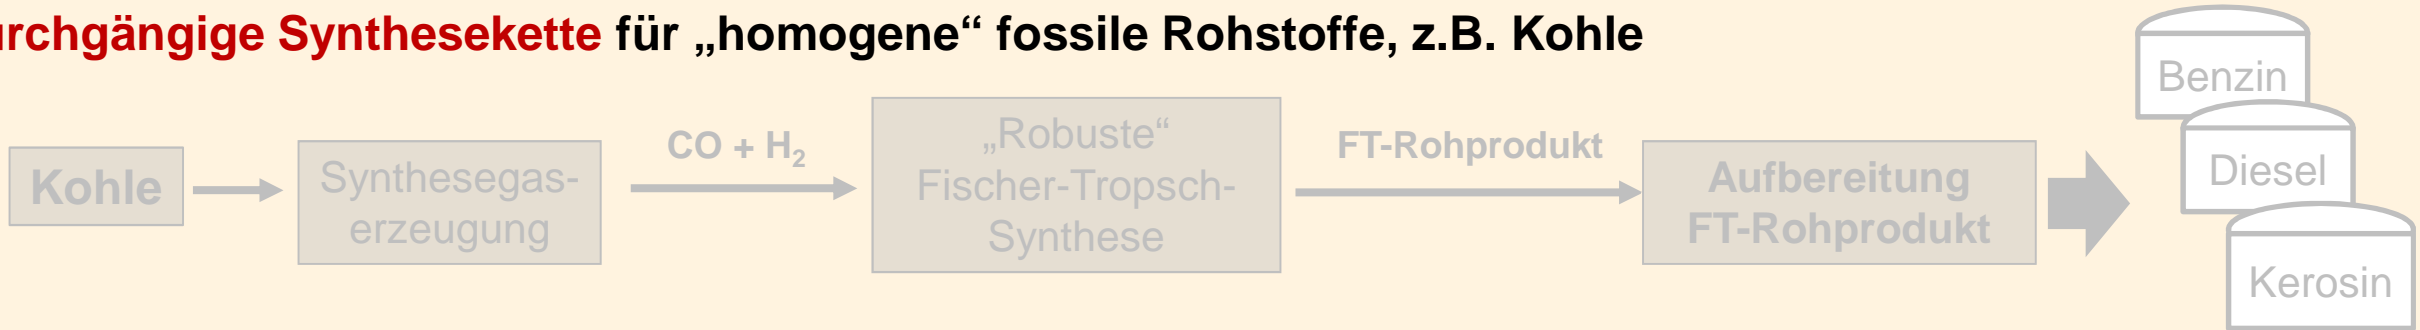 Synthesekette für „homogene“ fossile Rohstoffe, z.B. Kohle
Kohle
Synthesegas-
erzeugung
CO + H₂
„Robuste“
Fischer-Tropsch-
Synthese
FT-Rohprodukt
Aufbereitung
FT-Rohprodukt
Benzin
Diesel
Kerosin